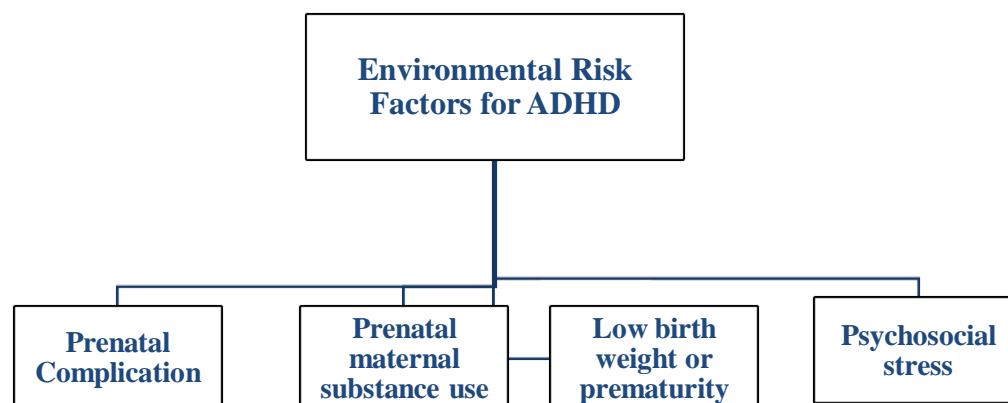 Environmental Risk
Factors for ADHD
Prenatal
Complication
Prenatal
maternal
substance use
Low birth
weight or
prematurity
Psychosocial
stress